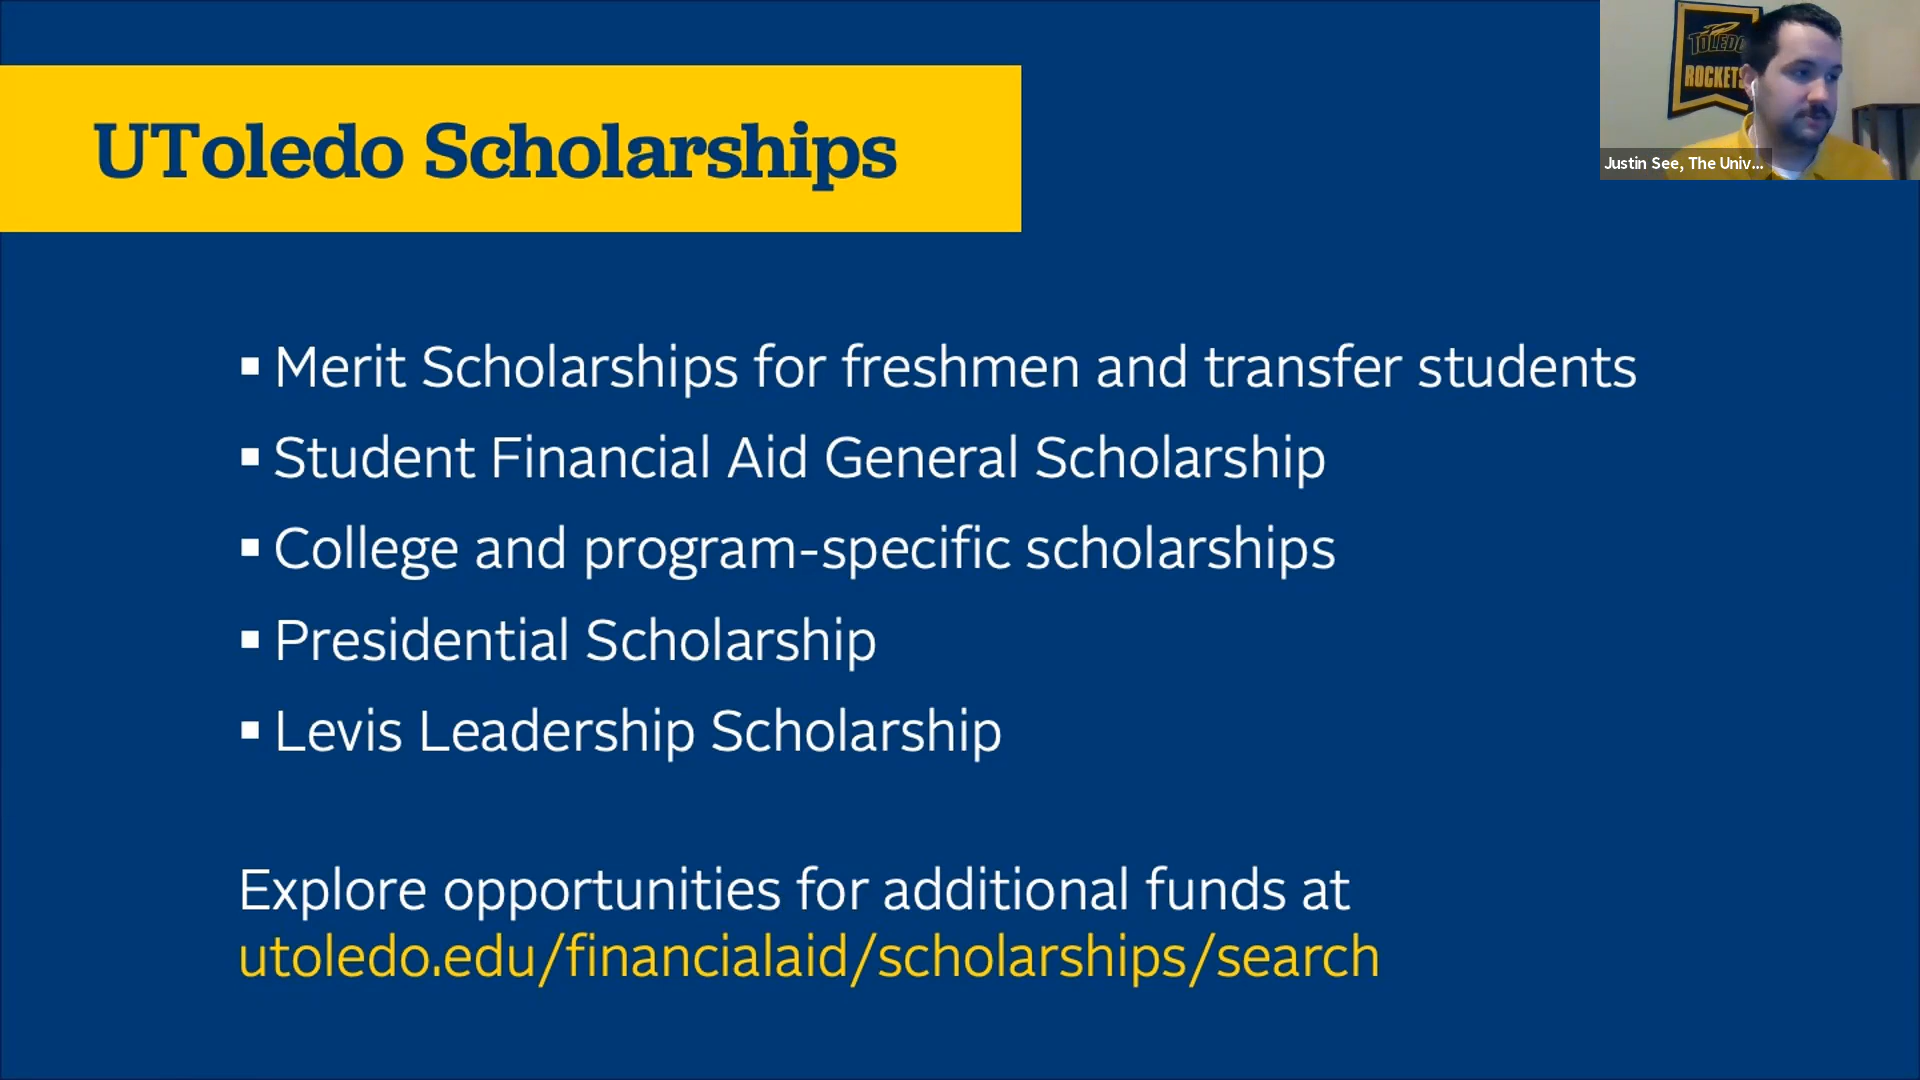 UToledo Scholarships
TOLEDO
ROCKETS
Justin See, The Univ...
▪ Merit Scholarships for freshmen and transfer students
▪ Student Financial Aid General Scholarship
▪ College and program-specific scholarships
▪ Presidential Scholarship
▪ Levis Leadership Scholarship
Explore opportunities for additional funds at
utoledo.edu/financialaid/scholarships/search